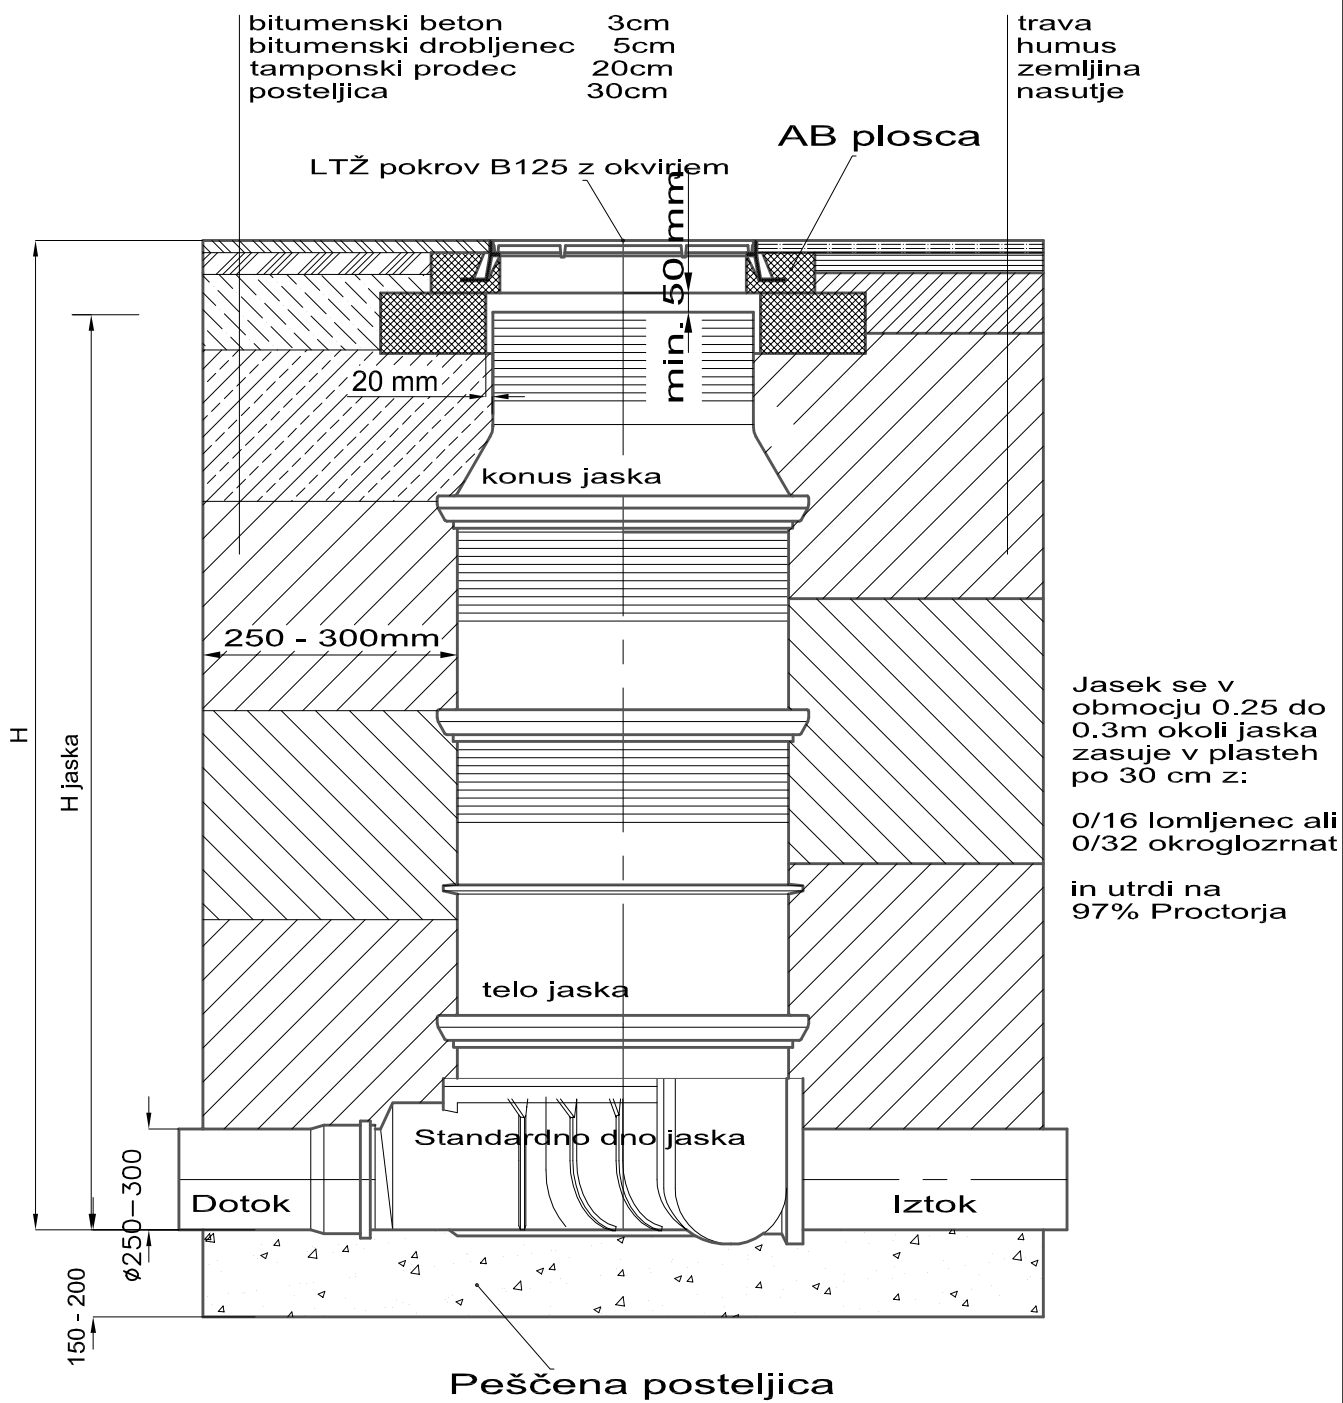 bitumenski beton 3cm
bitumenski drobljenec 5cm
tamponski prodec 20cm
posteljica 30cm
trava
humus
zemljina
nasutje
AB plosca
LTŽ pokrov B125 z okvirjem
min. 50 mm
20 mm
konus jaska
250 - 300mm
H
H jaska
Jasek se v
obmocju 0.25 do
0.3m okoli jaska
zasuje v plasteh
po 30 cm z:
0/16 lomljenec ali
0/32 okroglozrnat
in utrdi na
97% Proctorja
telo jaska
Standardno dno jaska
Dotok
Iztok
ø250-300
150 - 200
Peščena posteljica